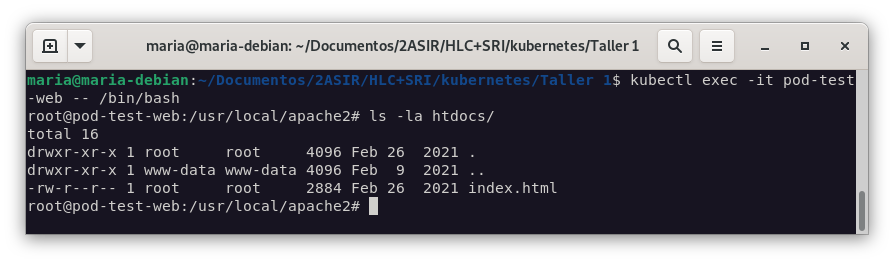 maria@maria-debian: ~/Documentos/2ASIR/HLC+SRI/kubernetes/Taller 1
maria@maria-debian:~/Documentos/2ASIR/HLC+SRI/kubernetes/Taller 1$ kubectl exec -it pod-test
-web -- /bin/bash
root@pod-test-web:/usr/local/apache2# ls -la htdocs/
total 16
drwxr-xr-x 1 root     root     4096 Feb 26  2021 .
drwxr-xr-x 1 www-data www-data 4096 Feb  9  2021 ..
-rw-r--r-- 1 root     root     2884 Feb 26  2021 index.html
root@pod-test-web:/usr/local/apache2#